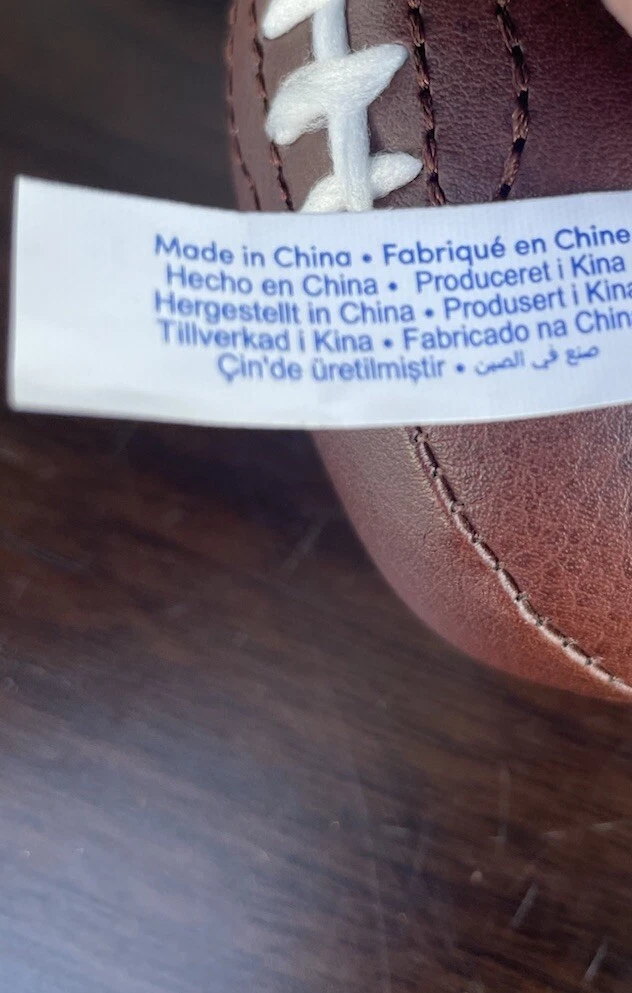 Made in China • Fabriqué en Chine
Hecho en China • Produceret i Kina
Hergestellt in China • Produsert i Kina
Tillverkad i Kina • Fabricado na China
Çin'de üretilmiştir • صنع في الصين